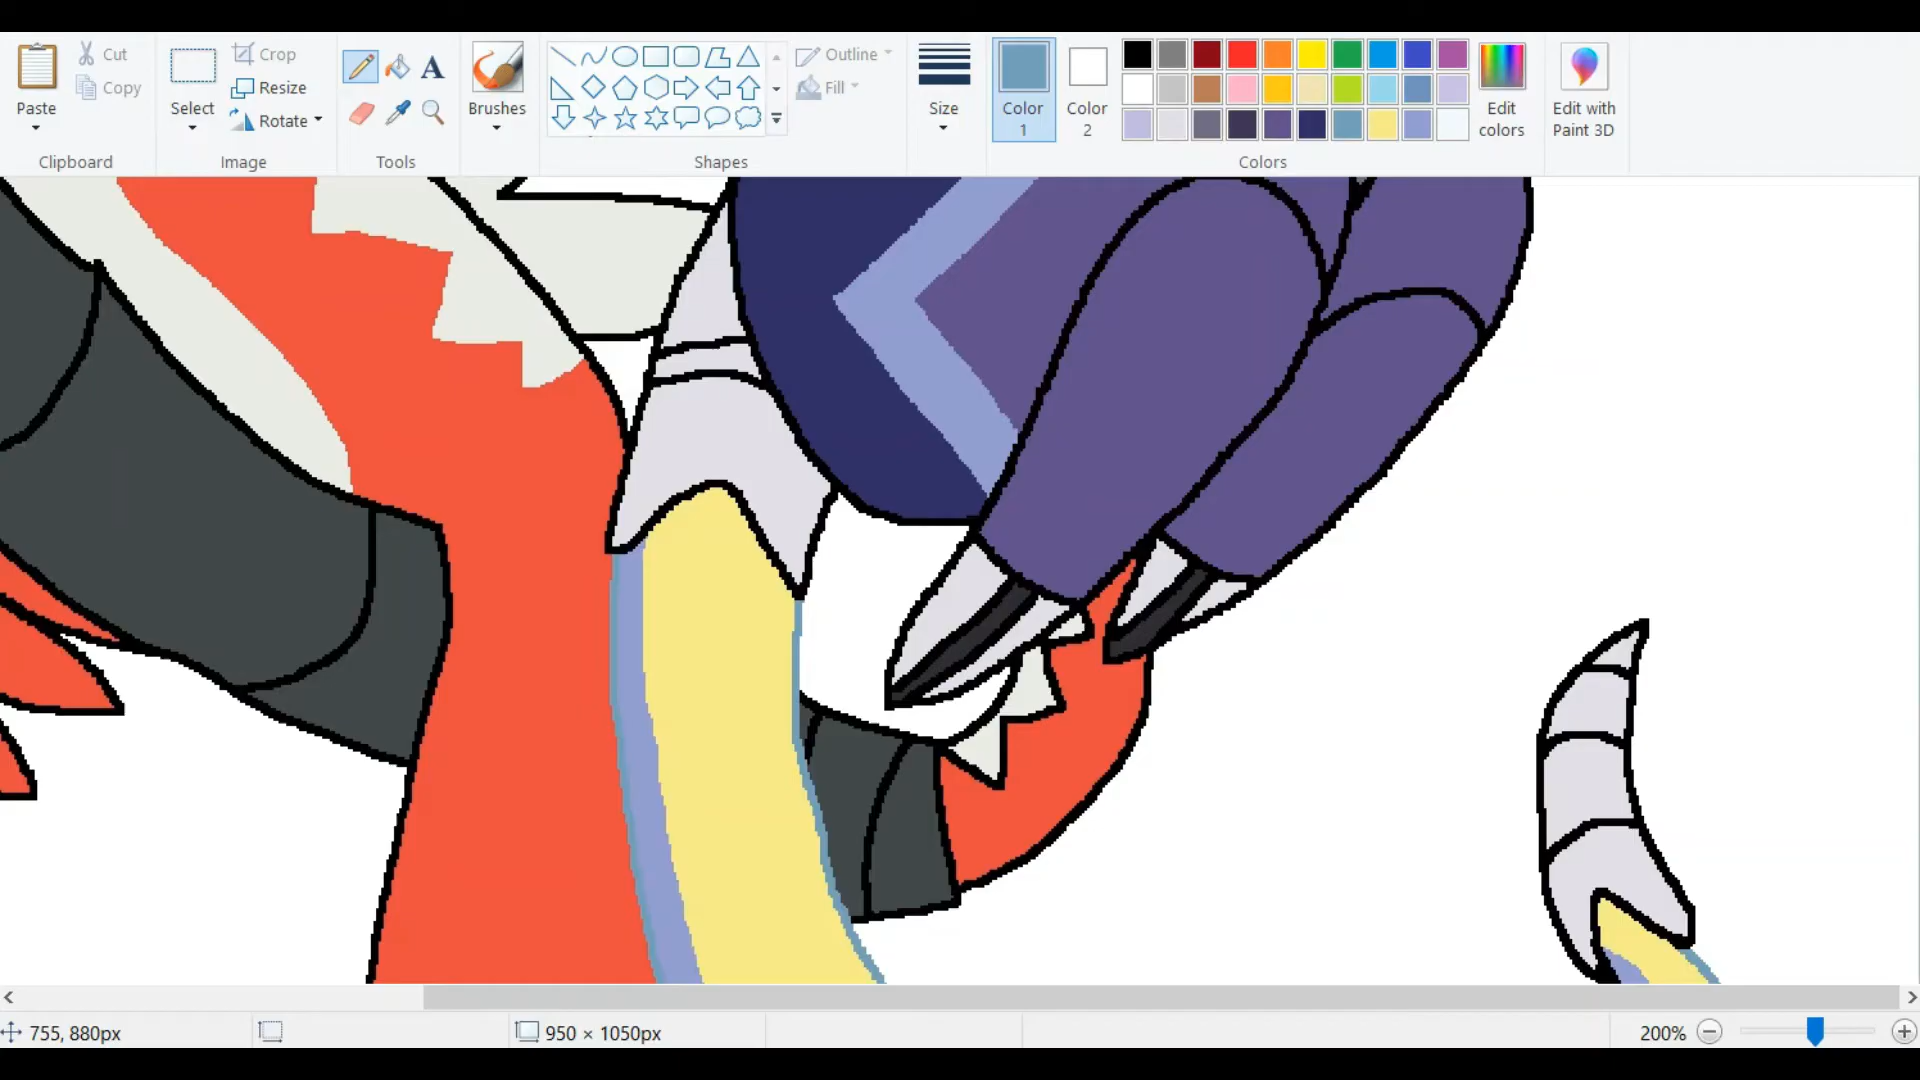 Paste
Cut
Copy
Clipboard
Select
Crop
Resize
Rotate
Image
A
Tools
Brushes
Shapes
Outline
Fill
Size
Color
1
Color
2
Colors
Edit
colors
Edit with
Paint 3D
755, 880px
950 × 1050px
200%